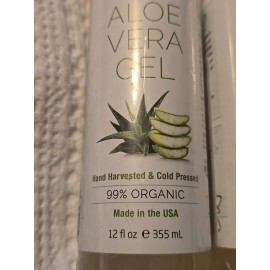 ALOE
VERA
GEL
Hand Harvested & Cold Pressed
99% ORGANIC
Made in the USA
12 fl oz ℮ 355 mL